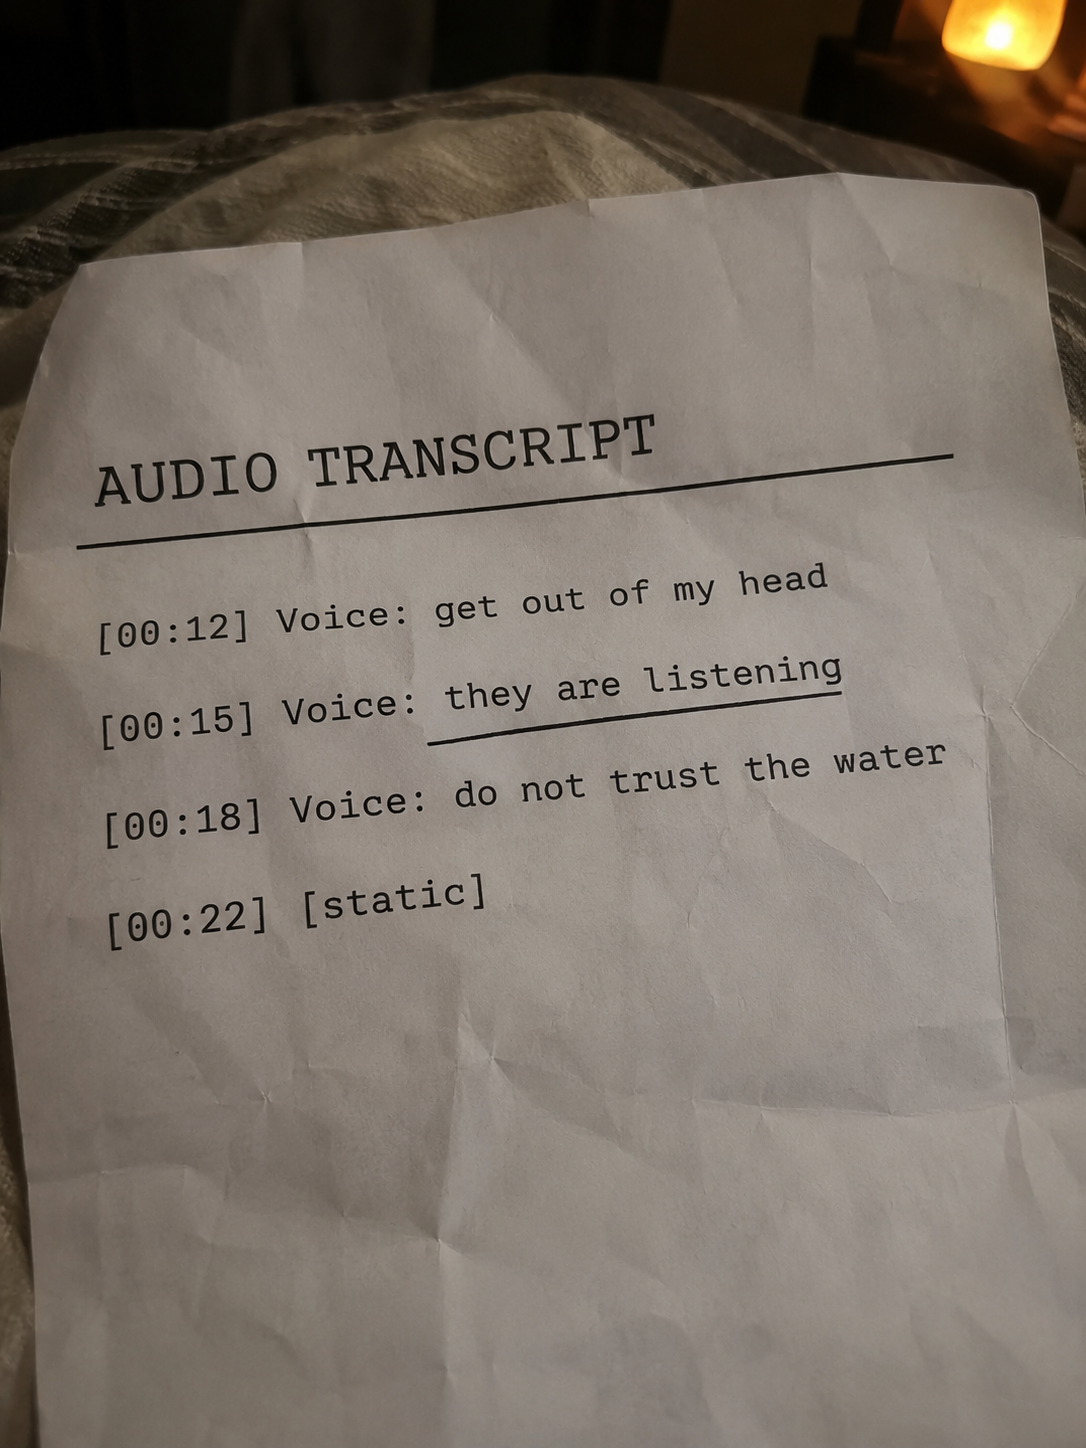 AUDIO TRANSCRIPT
[00:12] Voice: get out of my head
[00:15] Voice: they are listening
[00:18] Voice: do not trust the water
[00:22] [static]